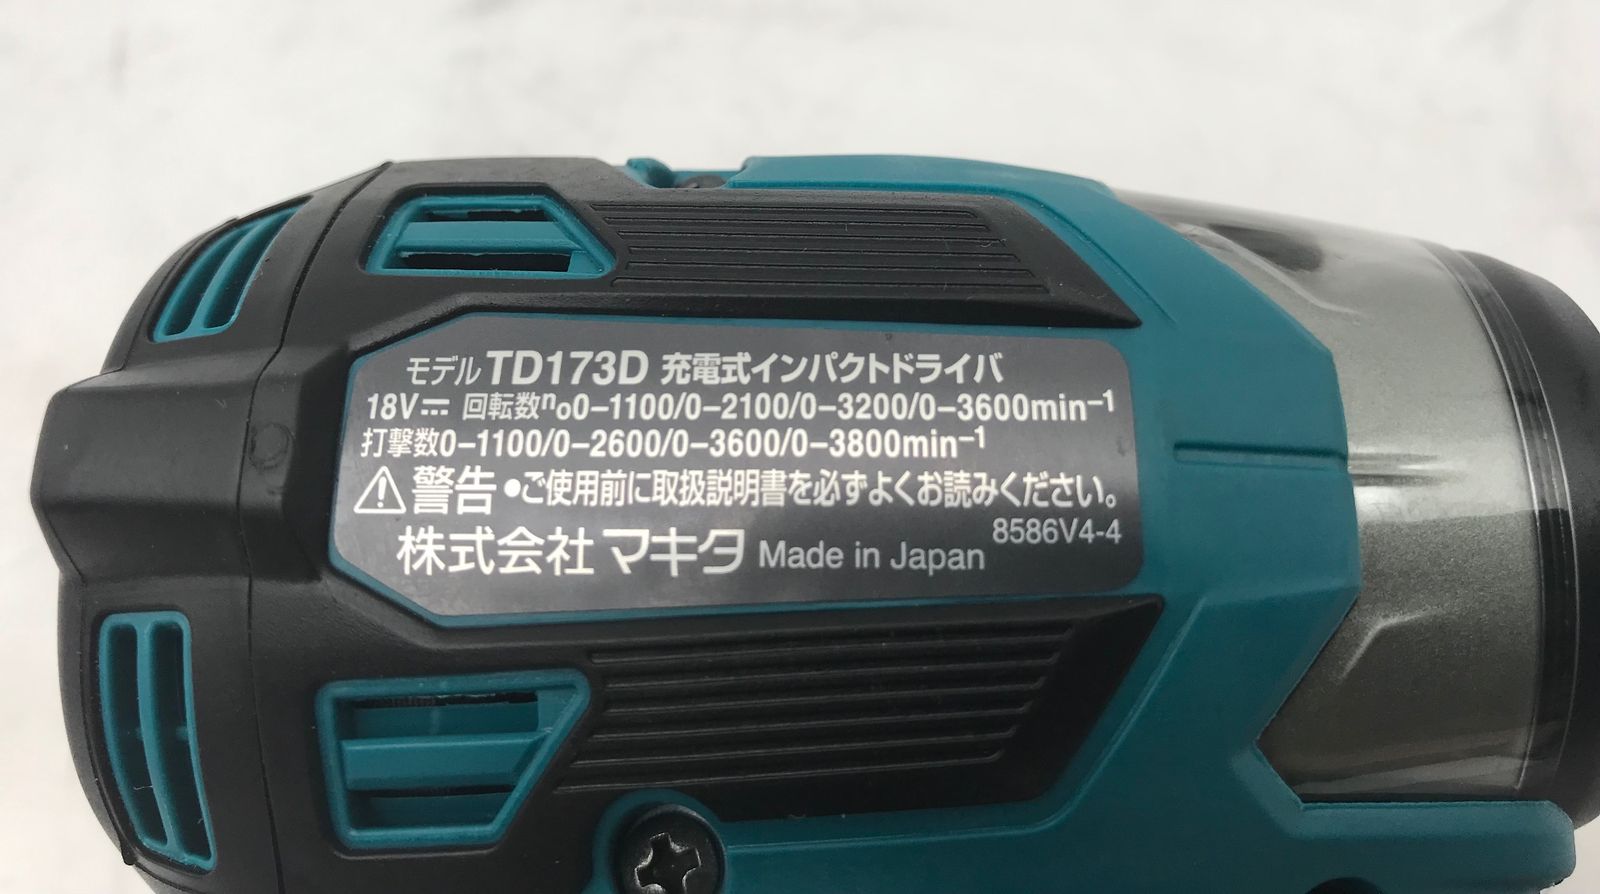 モデル TD173D 充電式インパクトドライバ
18V⎓ 回転数n₀0-1100/0-2100/0-3200/0-3600min⁻¹
打撃数0-1100/0-2600/0-3600/0-3800min⁻¹
⚠警告 ●ご使用前に取扱説明書を必ずよくお読みください。
株式会社 マキタ Made in Japan 8586V4-4